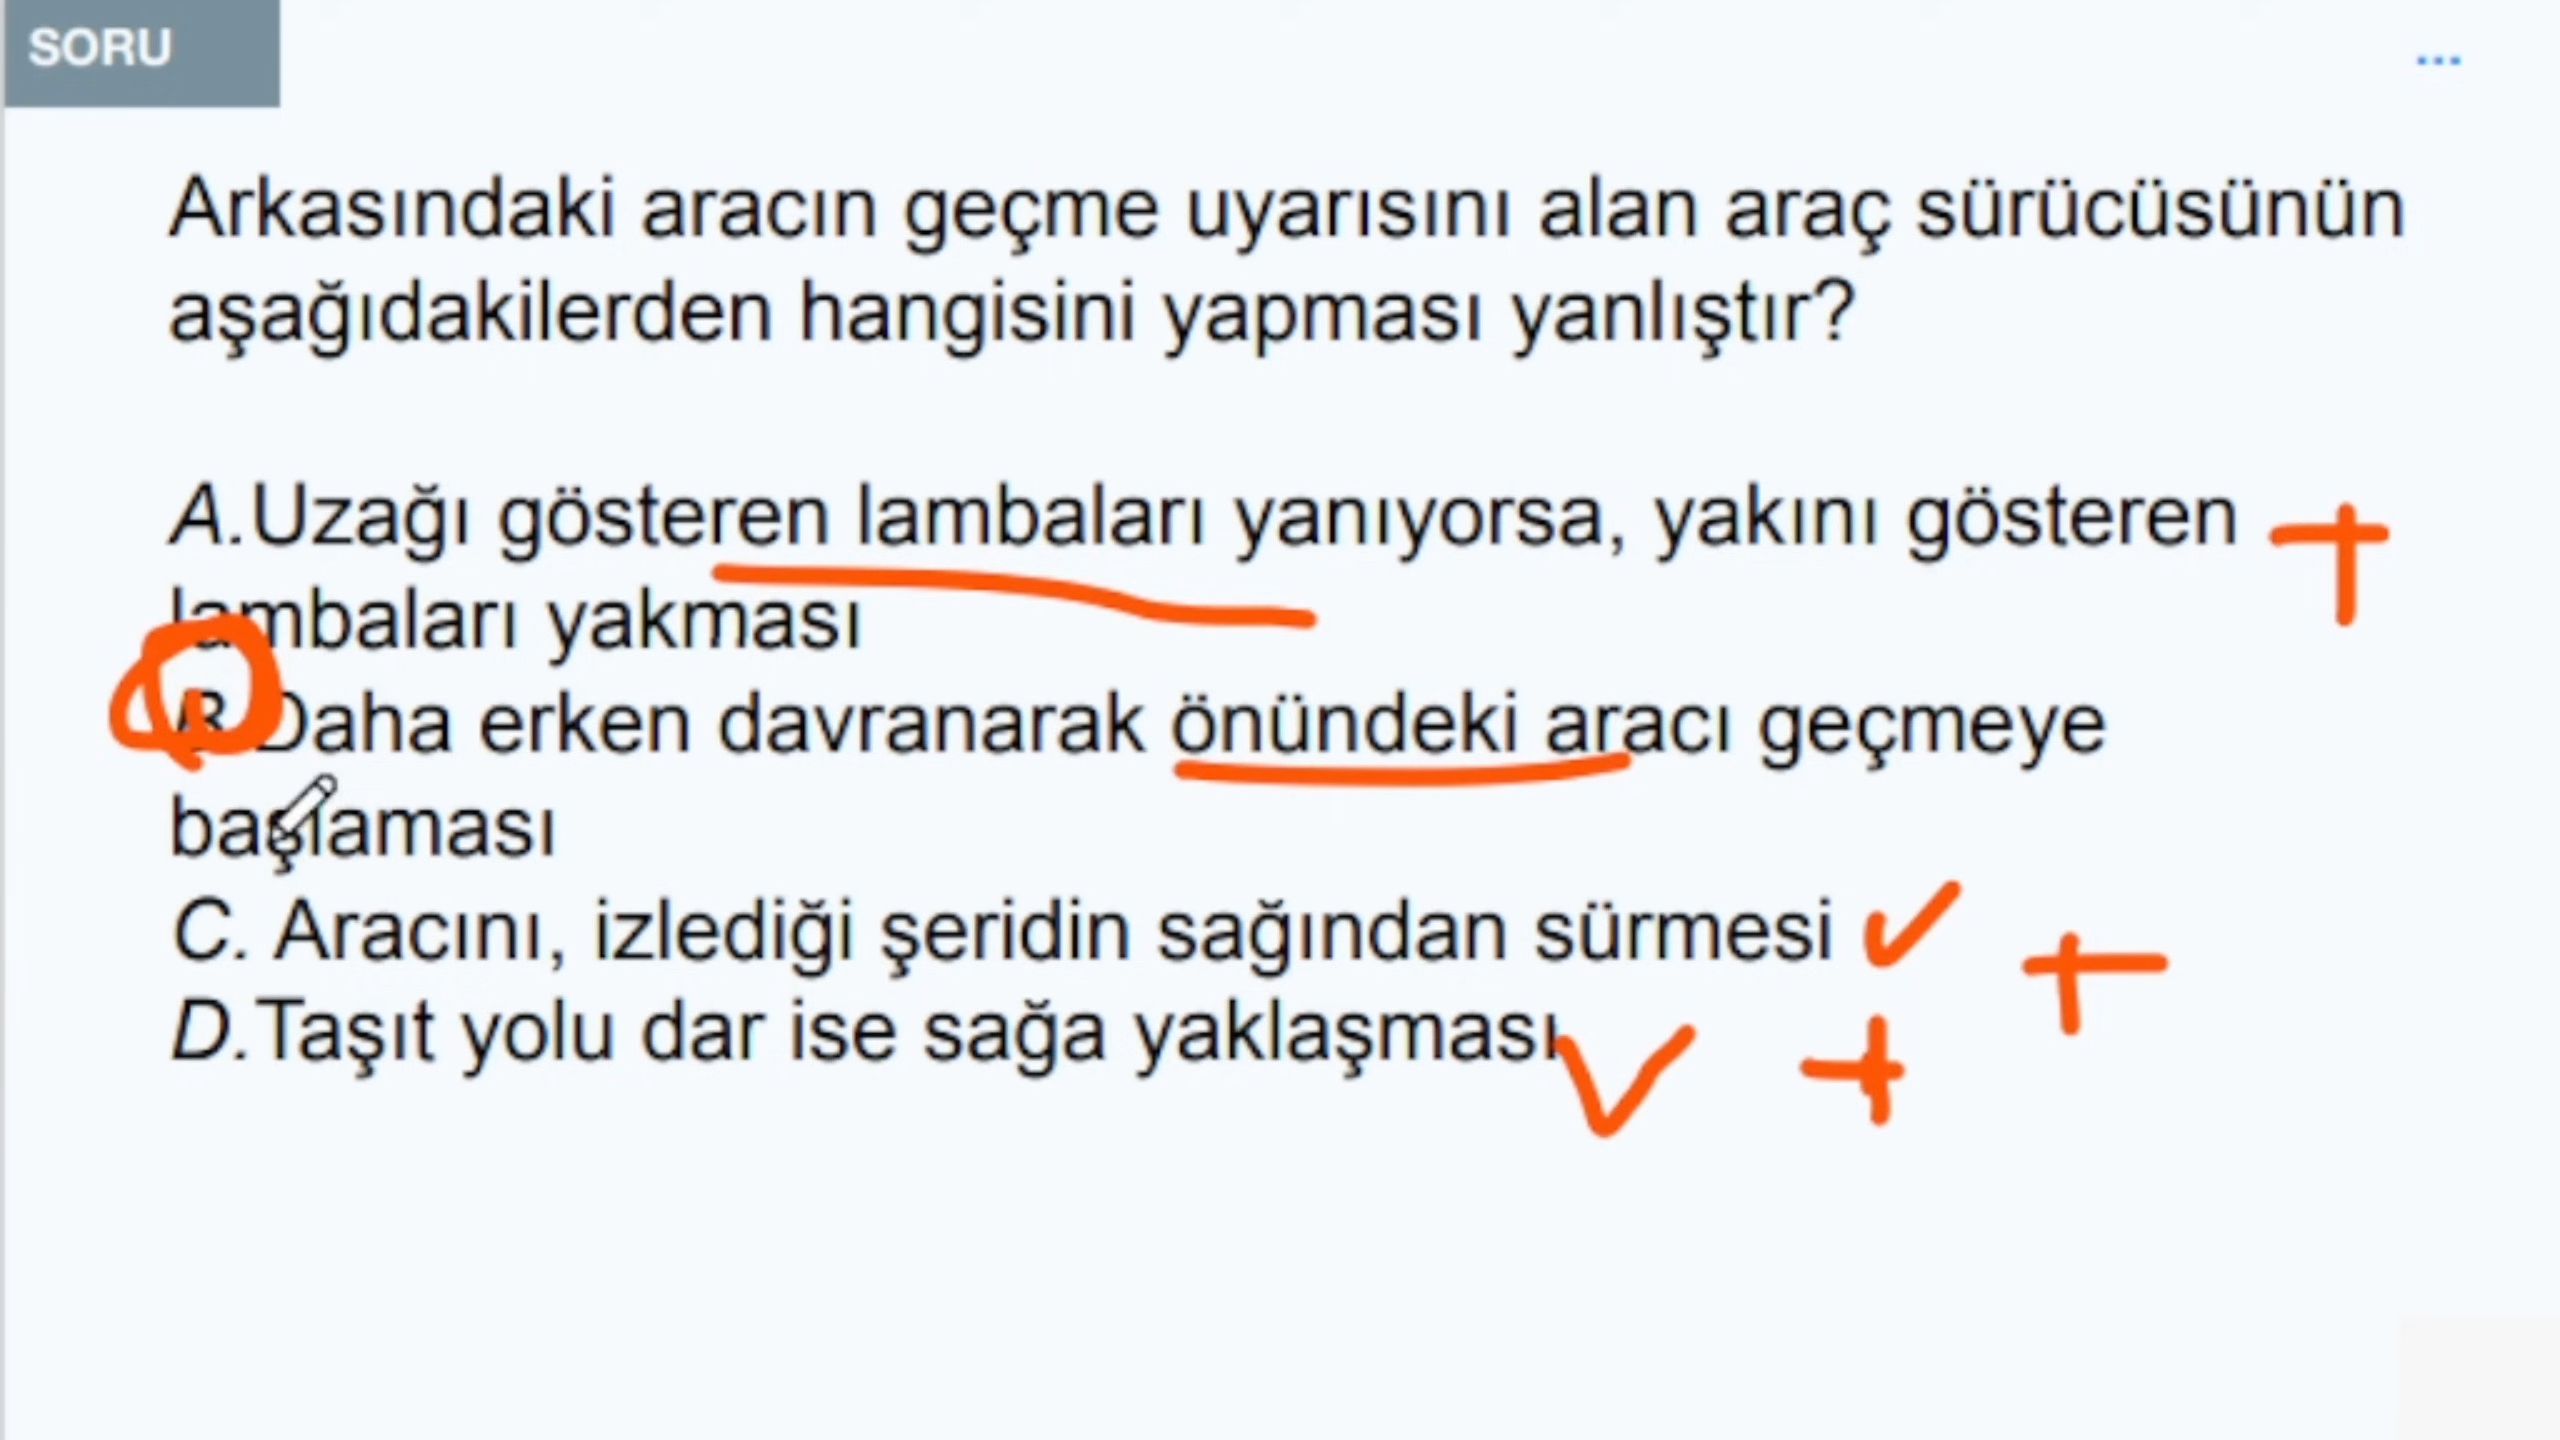 SORU
...
Arkasındaki aracın geçme uyarısını alan araç sürücüsünün
aşağıdakilerden hangisini yapması yanlıştır?
A.Uzağı gösteren lambaları yanıyorsa, yakını gösteren
lambaları yakması
B.Daha erken davranarak önündeki aracı geçmeye
başlaması
C. Aracını, izlediği şeridin sağından sürmesi
D.Taşıt yolu dar ise sağa yaklaşması